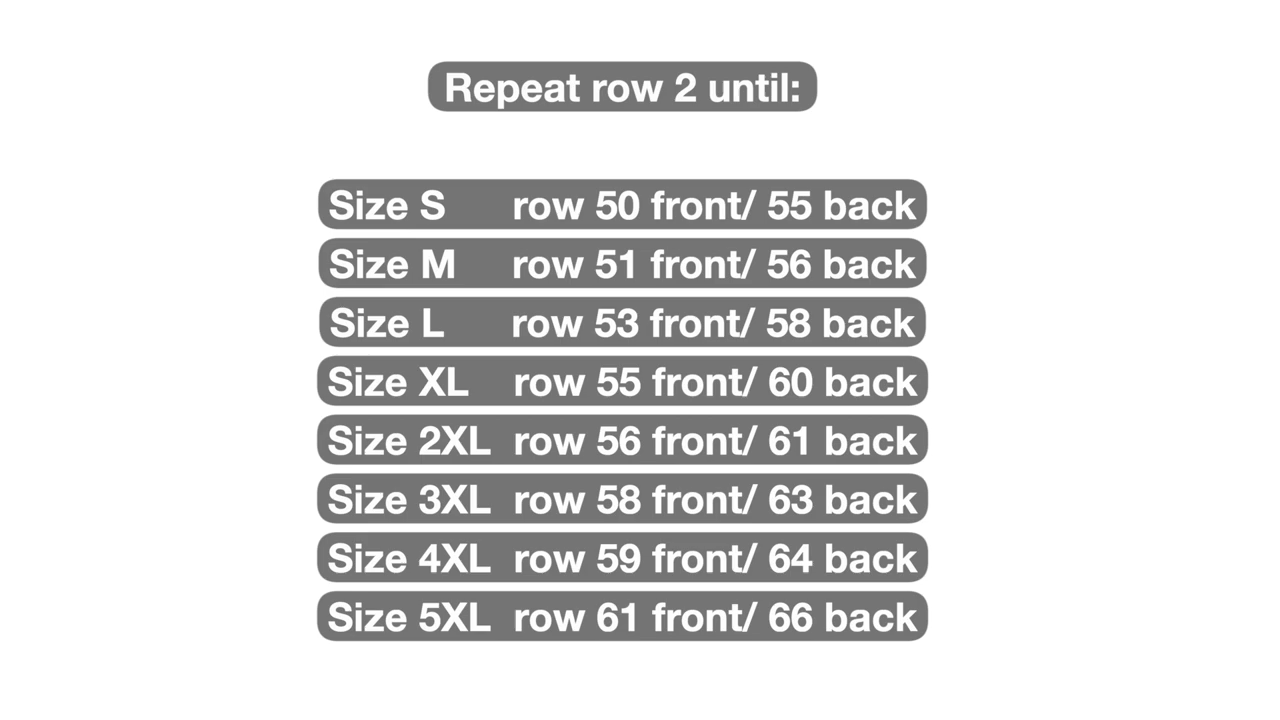 Repeat row 2 until:
Size S row 50 front/ 55 back
Size M row 51 front/ 56 back
Size L row 53 front/ 58 back
Size XL row 55 front/ 60 back
Size 2XL row 56 front/ 61 back
Size 3XL row 58 front/ 63 back
Size 4XL row 59 front/ 64 back
Size 5XL row 61 front/ 66 back